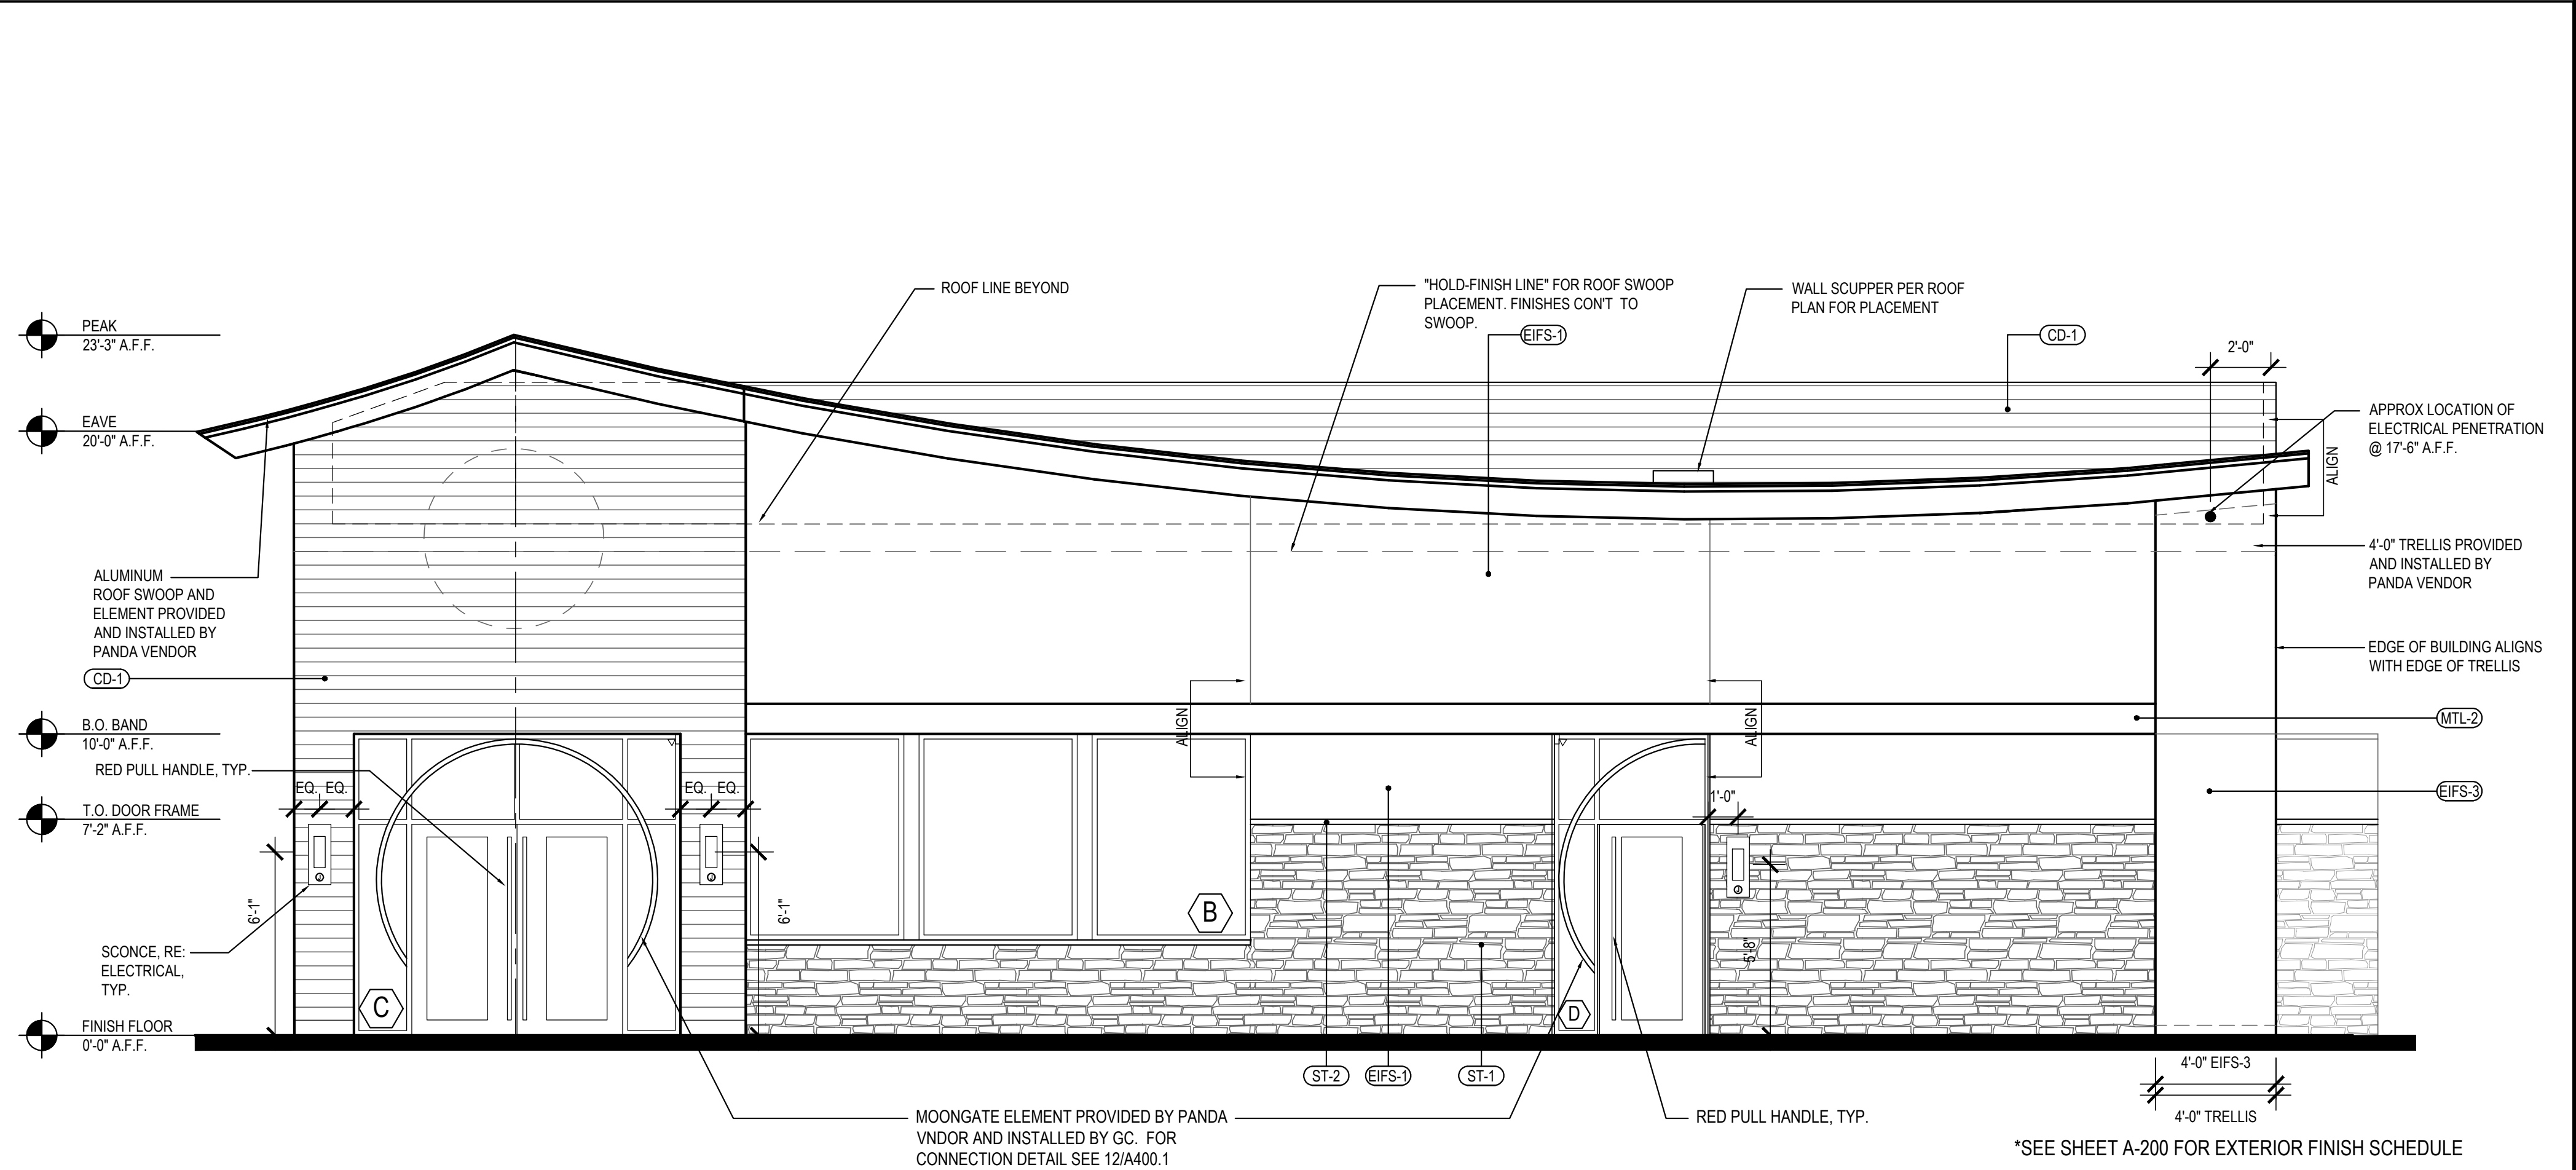 ROOF LINE BEYOND
"HOLD-FINISH LINE" FOR ROOF SWOOP
PLACEMENT. FINISHES CON'T TO
SWOOP.
EIFS-1
WALL SCUPPER PER ROOF
PLAN FOR PLACEMENT
CD-1
2'-0"
PEAK
23'-3" A.F.F.
EAVE
20'-0" A.F.F.
APPROX LOCATION OF
ELECTRICAL PENETRATION
@ 17'-6" A.F.F.
ALIGN
4'-0" TRELLIS PROVIDED
AND INSTALLED BY
PANDA VENDOR
ALUMINUM
ROOF SWOOP AND
ELEMENT PROVIDED
AND INSTALLED BY
PANDA VENDOR
CD-1
EDGE OF BUILDING ALIGNS
WITH EDGE OF TRELLIS
B.O. BAND
10'-0" A.F.F.
ALIGN
ALIGN
MTL-2
RED PULL HANDLE, TYP.
EQ. EQ.
EQ. EQ.
1'-0"
EIFS-3
T.O. DOOR FRAME
7'-2" A.F.F.
J
J
J
6'-1"
6'-1"
B
5'-8"
SCONCE, RE:
ELECTRICAL,
TYP.
C
D
FINISH FLOOR
0'-0" A.F.F.
ST-2
EIFS-1
ST-1
4'-0" EIFS-3
4'-0" TRELLIS
MOONGATE ELEMENT PROVIDED BY PANDA
VNDOR AND INSTALLED BY GC. FOR
CONNECTION DETAIL SEE 12/A400.1
RED PULL HANDLE, TYP.
*SEE SHEET A-200 FOR EXTERIOR FINISH SCHEDULE